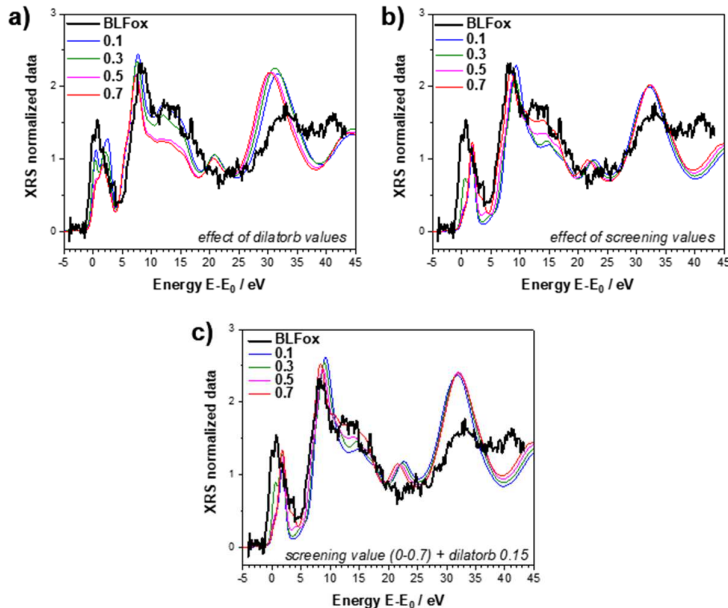 a)
BLFox
0.1
0.3
0.5
0.7
3
2
1
0
XRS normalized data
effect of dilatorb values
-5 0 5 10 15 20 25 30 35 40 45
Energy E-E0 / eV
b)
BLFox
0.1
0.3
0.5
0.7
3
2
1
0
XRS normalized data
effect of screening values
-5 0 5 10 15 20 25 30 35 40 45
Energy E-E0 / eV
c)
BLFox
0.1
0.3
0.5
0.7
3
2
1
0
XRS normalized data
screening value (0-0.7) + dilatorb 0.15
-5 0 5 10 15 20 25 30 35 40 45
Energy E-E0 / eV